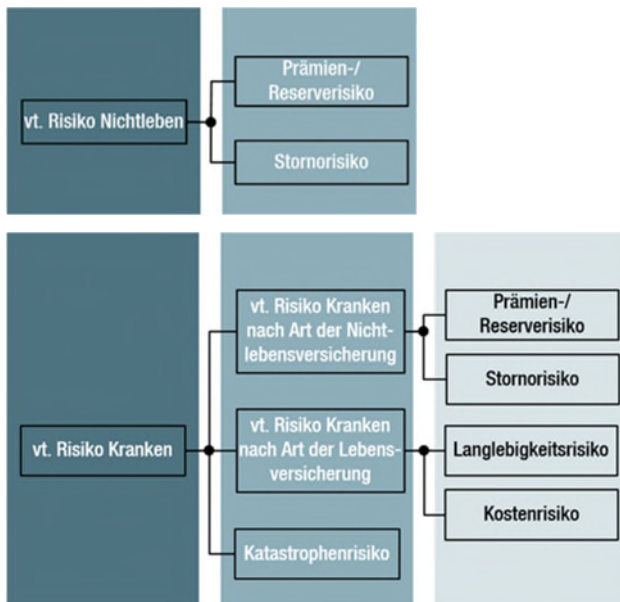 Prämien-/
Reserverisiko
vt. Risiko Nichtleben
Stornorisiko
vt. Risiko Kranken
nach Art der Nicht-
lebensversicherung
Prämien-/
Reserverisiko
Stornorisiko
vt. Risiko Kranken
vt. Risiko Kranken
nach Art der Lebens-
versicherung
Langlebigkeitsrisiko
Kostenrisiko
Katastrophenrisiko